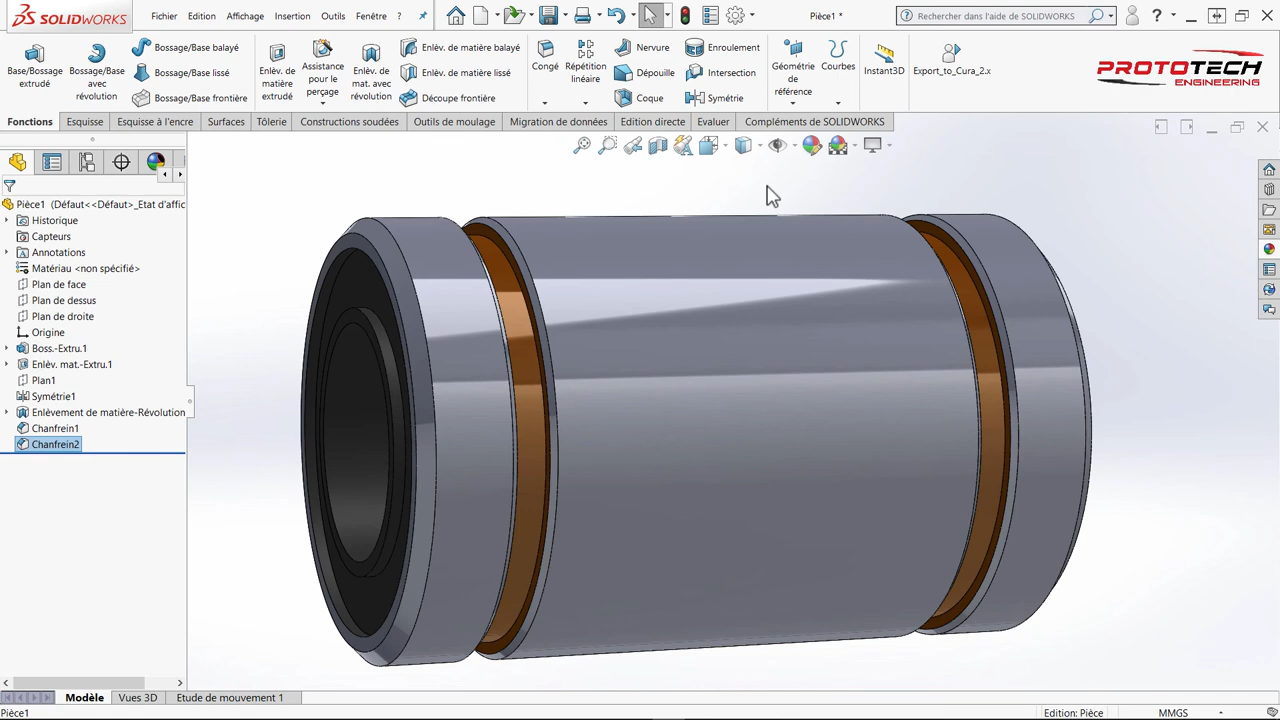 SOLIDWORKS
Fichier Edition Affichage Insertion Outils Fenêtre ?
Pièce1 *
Rechercher dans l'aide de SOLIDWORKS
?
Base/Bossage extrudé
Bossage/Base avec révolution
Bossage/Base balayé
Bossage/Base lissé
Bossage/Base frontière
Enlèv. de matière extrudé
Assistance pour le perçage
Enlèv. de mat. avec révolution
Enlèv. de matière balayé
Enlèv. de matière lissé
Découpe frontière
Congé
Répétition linéaire
Nervure
Dépouille
Coque
Enroulement
Intersection
Symétrie
Géométrie de référence
Courbes
Instant3D
Export_Cura_2.x
PROTOTECH
ENGINEERING
Fonctions Esquisse Esquisse à l'encre Surfaces Tôlerie Constructions soudées Outils de moulage Migration de données Edition directe Evaluer Compléments de SOLIDWORKS
Pièce1 (Défaut<<Défaut>_Etat d'affic
Historique
Capteurs
Annotations
Matériau <non spécifié>
Plan de face
Plan de dessus
Plan de droite
Origine
Boss.-Extru.1
Enlèv. mat.-Extru.1
Plan1
Symétrie1
Enlèvement de matière-Révolution
Chanfrein1
Chanfrein2
Modèle Vues 3D Etude de mouvement 1
Pièce1
Edition: Pièce
MMGS